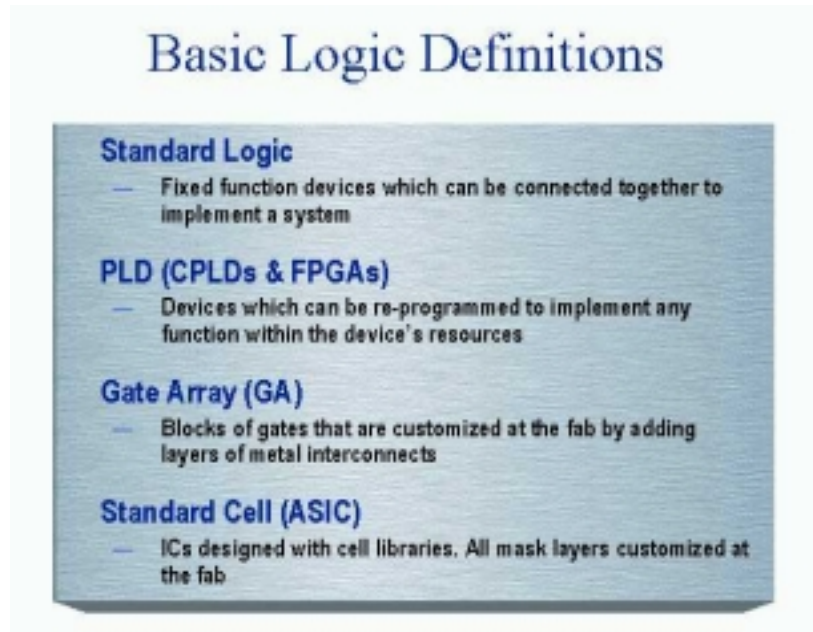 Basic Logic Definitions
Standard Logic
— Fixed function devices which can be connected together to
implement a system
PLD (CPLDs & FPGAs)
— Devices which can be re-programmed to implement any
function within the device's resources
Gate Array (GA)
— Blocks of gates that are customized at the fab by adding
layers of metal interconnects
Standard Cell (ASIC)
— ICs designed with cell libraries. All mask layers customized at
the fab